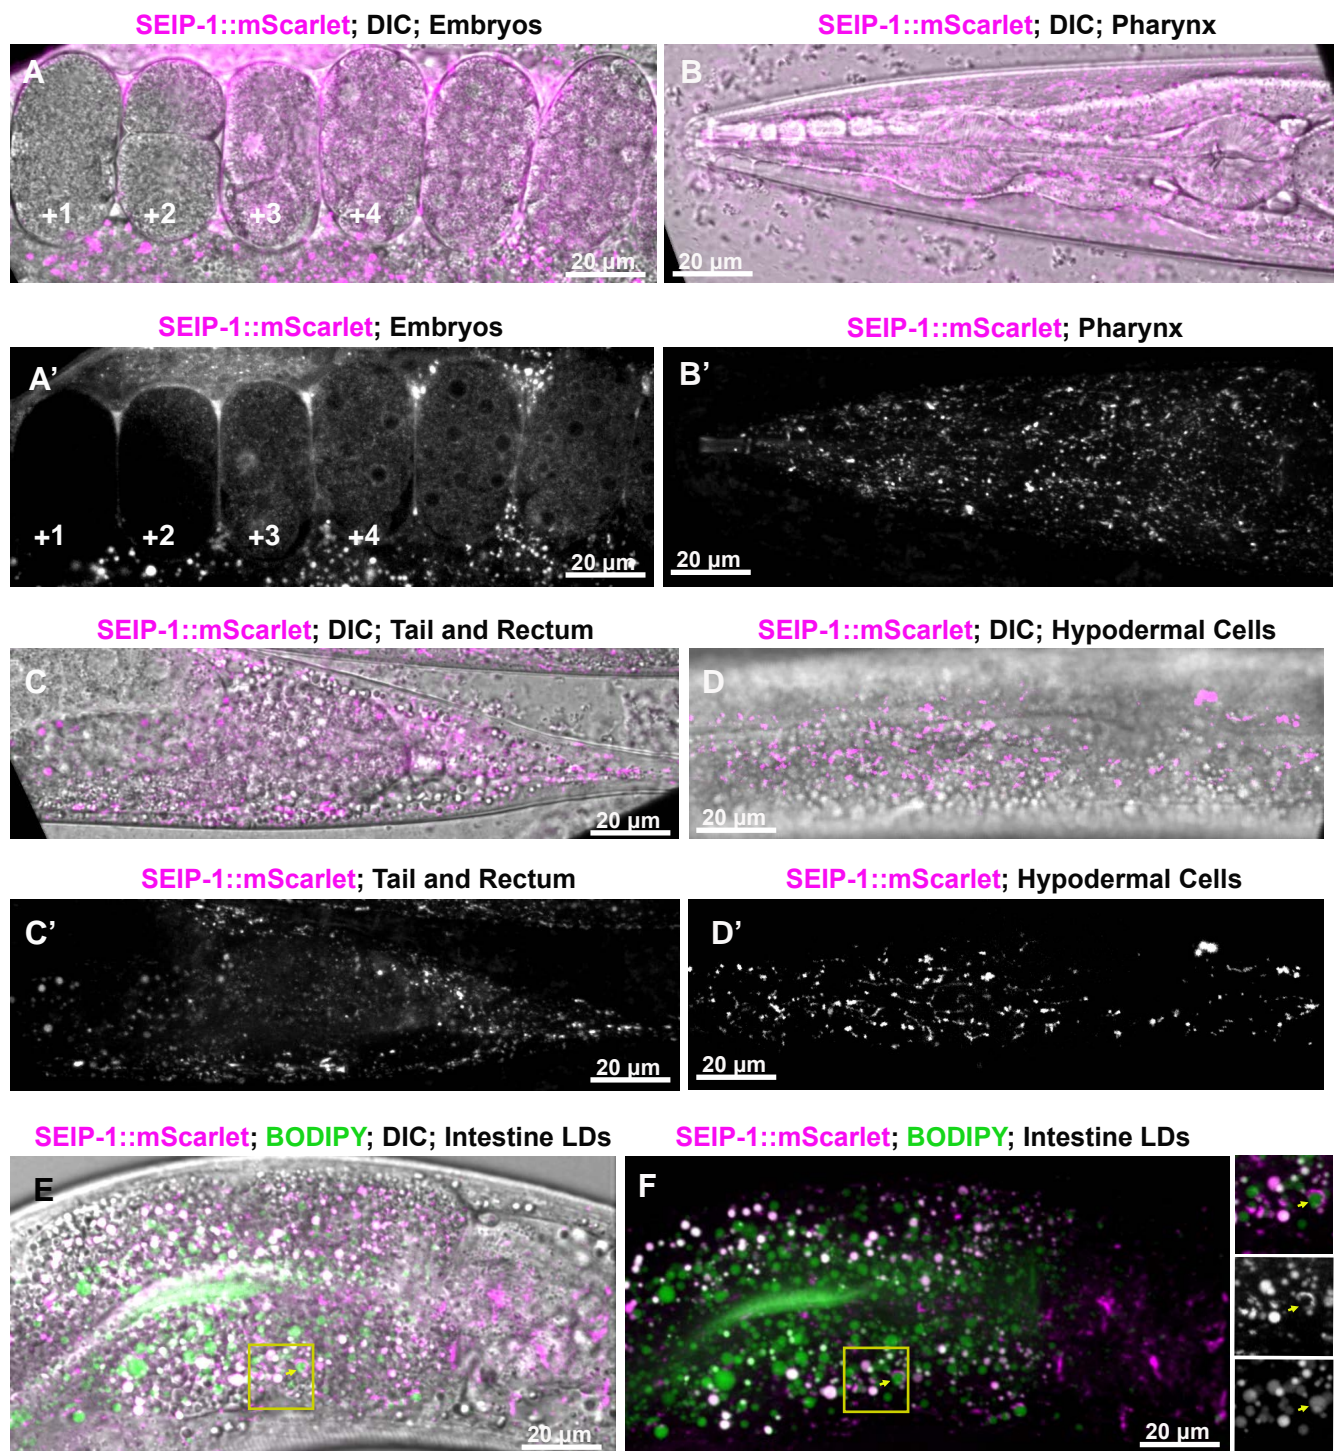 SEIP-1::mScarlet; DIC; Embryos
SEIP-1::mScarlet; DIC; Pharynx
A
+1
+2
+3
+4
20 µm
B
20 µm
SEIP-1::mScarlet; Embryos
SEIP-1::mScarlet; Pharynx
A’
+1
+2
+3
+4
20 µm
B’
20 µm
SEIP-1::mScarlet; DIC; Tail and Rectum
SEIP-1::mScarlet; DIC; Hypodermal Cells
C
20 µm
D
20 µm
SEIP-1::mScarlet; Tail and Rectum
SEIP-1::mScarlet; Hypodermal Cells
C’
20 µm
D’
20 µm
SEIP-1::mScarlet; BODIPY; DIC; Intestine LDs
SEIP-1::mScarlet; BODIPY; Intestine LDs
E
20 µm
F
20 µm